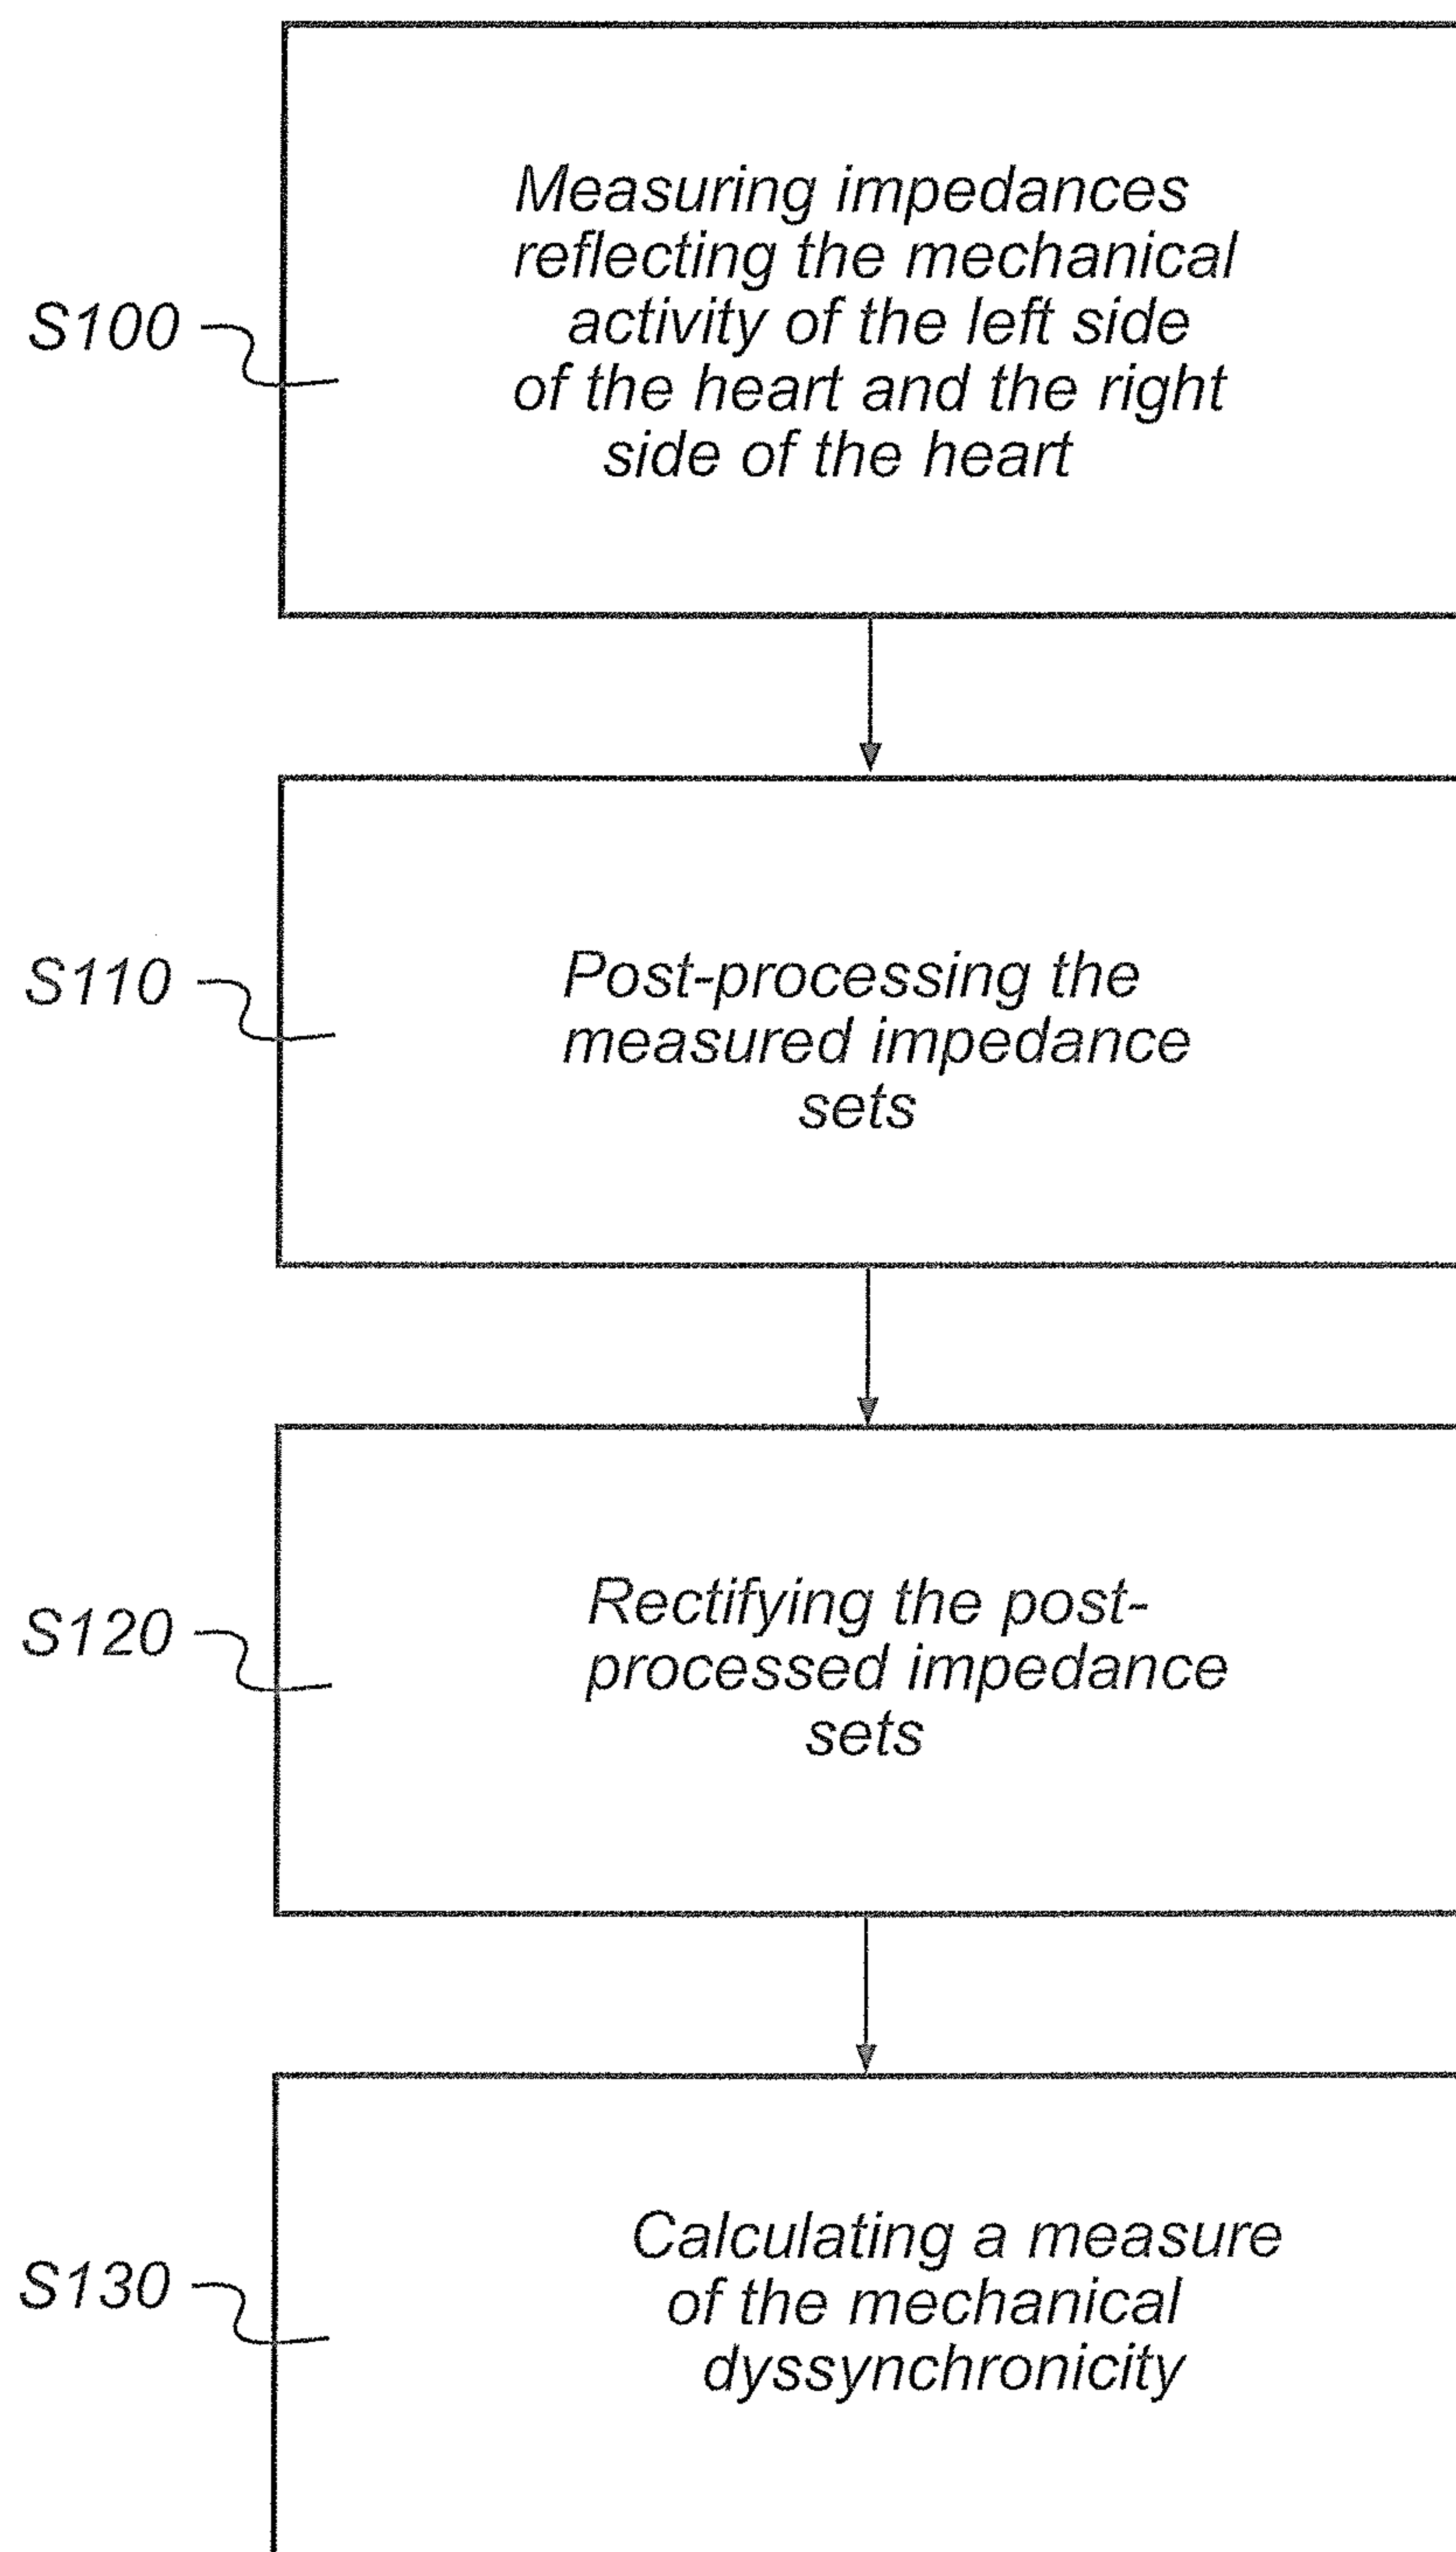 Measuring impedances
reflecting the mechanical
activity of the left side
of the heart and the right
side of the heart
S100
Post-processing the
measured impedance
sets
S110
Rectifying the post-
processed impedance
sets
S120
Calculating a measure
of the mechanical
dyssynchronicity
S130